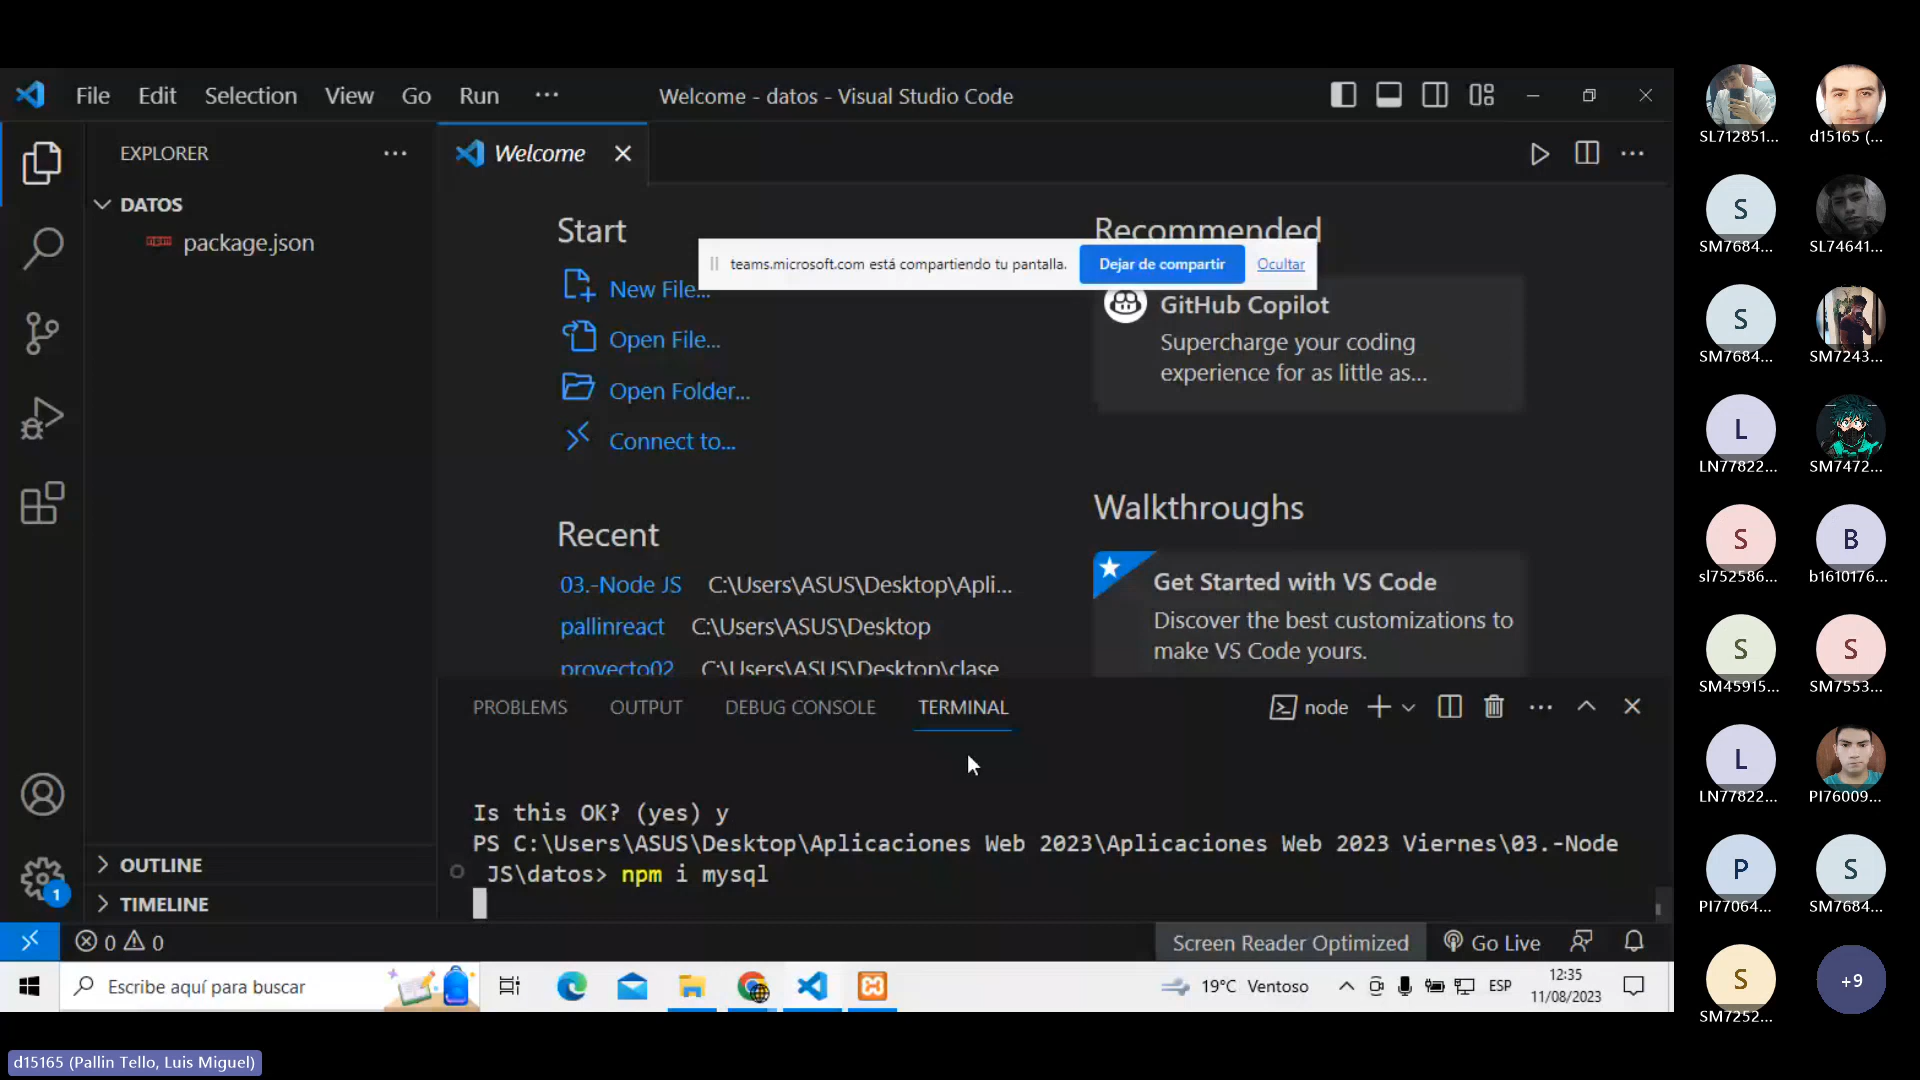 File Edit Selection View Go Run ··· Welcome - datos - Visual Studio Code
EXPLORER
DATOS
package.json
Welcome
Start
New File...
Open File...
Open Folder...
Connect to...
Recent
03.-Node JS C:\Users\ASUS\Desktop\Apli...
pallinreact C:\Users\ASUS\Desktop
proyecto02 C:\Users\ASUS\Desktop\clase
Recommended
teams.microsoft.com está compartiendo tu pantalla. Dejar de compartir Ocultar
GitHub Copilot
Supercharge your coding
experience for as little as...
Walkthroughs
Get Started with VS Code
Discover the best customizations to
make VS Code yours.
PROBLEMS OUTPUT DEBUG CONSOLE TERMINAL node
Is this OK? (yes) y
PS C:\Users\ASUS\Desktop\Aplicaciones Web 2023\Aplicaciones Web 2023 Viernes\03.-Node
JS\datos> npm i mysql
OUTLINE
TIMELINE
1
0 0 Screen Reader Optimized Go Live
Escribe aquí para buscar 19°C Ventoso ESP 12:35
11/08/2023
d15165 (Pallin Tello, Luis Miguel)
SL712851... d15165 (...
S
SM7684... SL74641...
S
SM7684... SM7243...
L
LN77822... SM7472...
S B
sl752586... b1610176...
S S
SM45915... SM7553...
L
LN77822... PI76009...
P S
PI77064... SM7684...
S +9
SM7252...